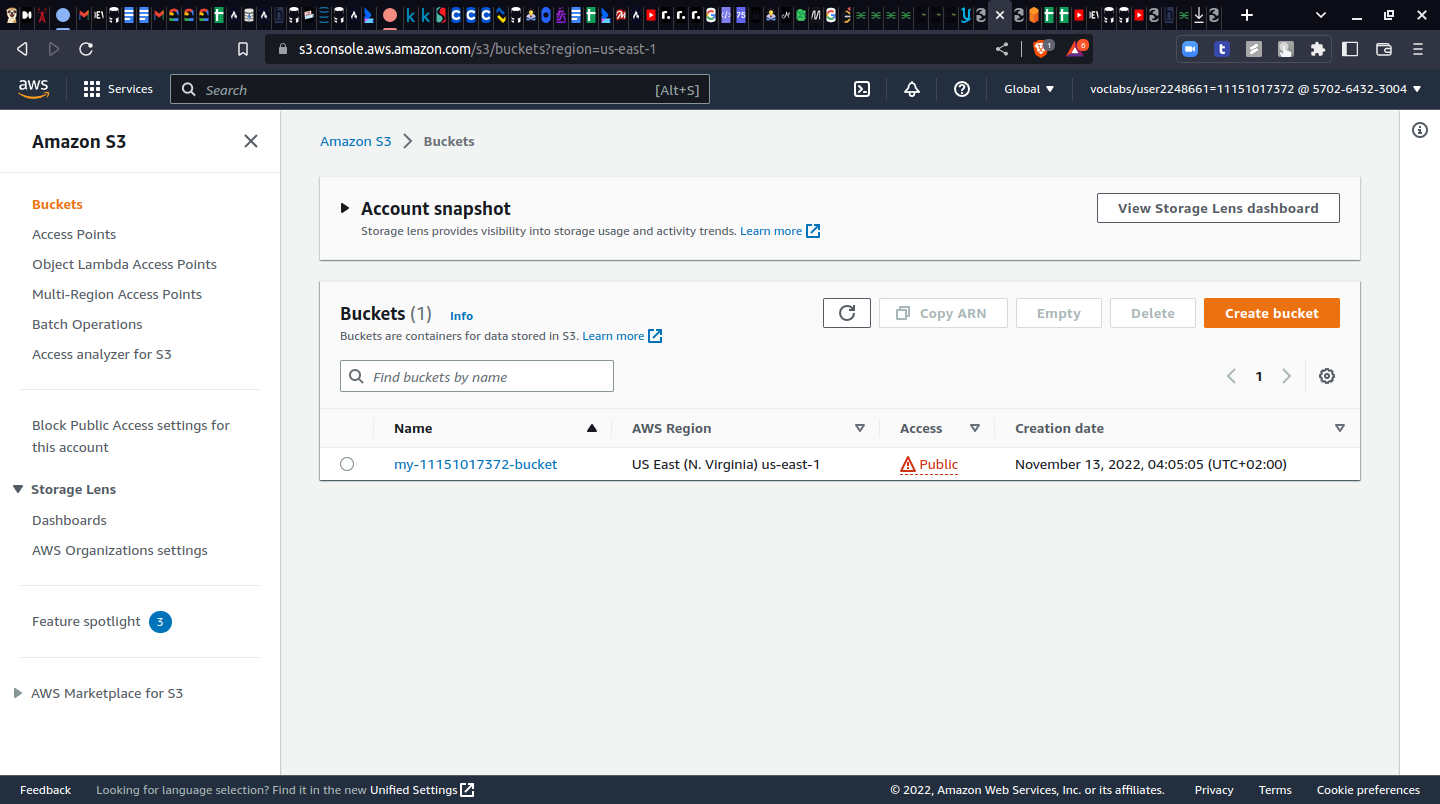 s3.console.aws.amazon.com/s3/buckets?region=us-east-1
1
6
aws
Services
Search
[Alt+S]
Global
voclabs/user2248661=11151017372 @ 5702-6432-3004
Amazon S3
Buckets
Access Points
Object Lambda Access Points
Multi-Region Access Points
Batch Operations
Access analyzer for S3
Block Public Access settings for
this account
Storage Lens
Dashboards
AWS Organizations settings
Feature spotlight 3
AWS Marketplace for S3
Amazon S3 > Buckets
Account snapshot
View Storage Lens dashboard
Storage lens provides visibility into storage usage and activity trends. Learn more
Buckets (1) Info
Copy ARN
Empty
Delete
Create bucket
Buckets are containers for data stored in S3. Learn more
Find buckets by name
1
Name AWS Region Access Creation date
my-11151017372-bucket US East (N. Virginia) us-east-1 Public November 13, 2022, 04:05:05 (UTC+02:00)
Feedback Looking for language selection? Find it in the new Unified Settings
© 2022, Amazon Web Services, Inc. or its affiliates. Privacy Terms Cookie preferences